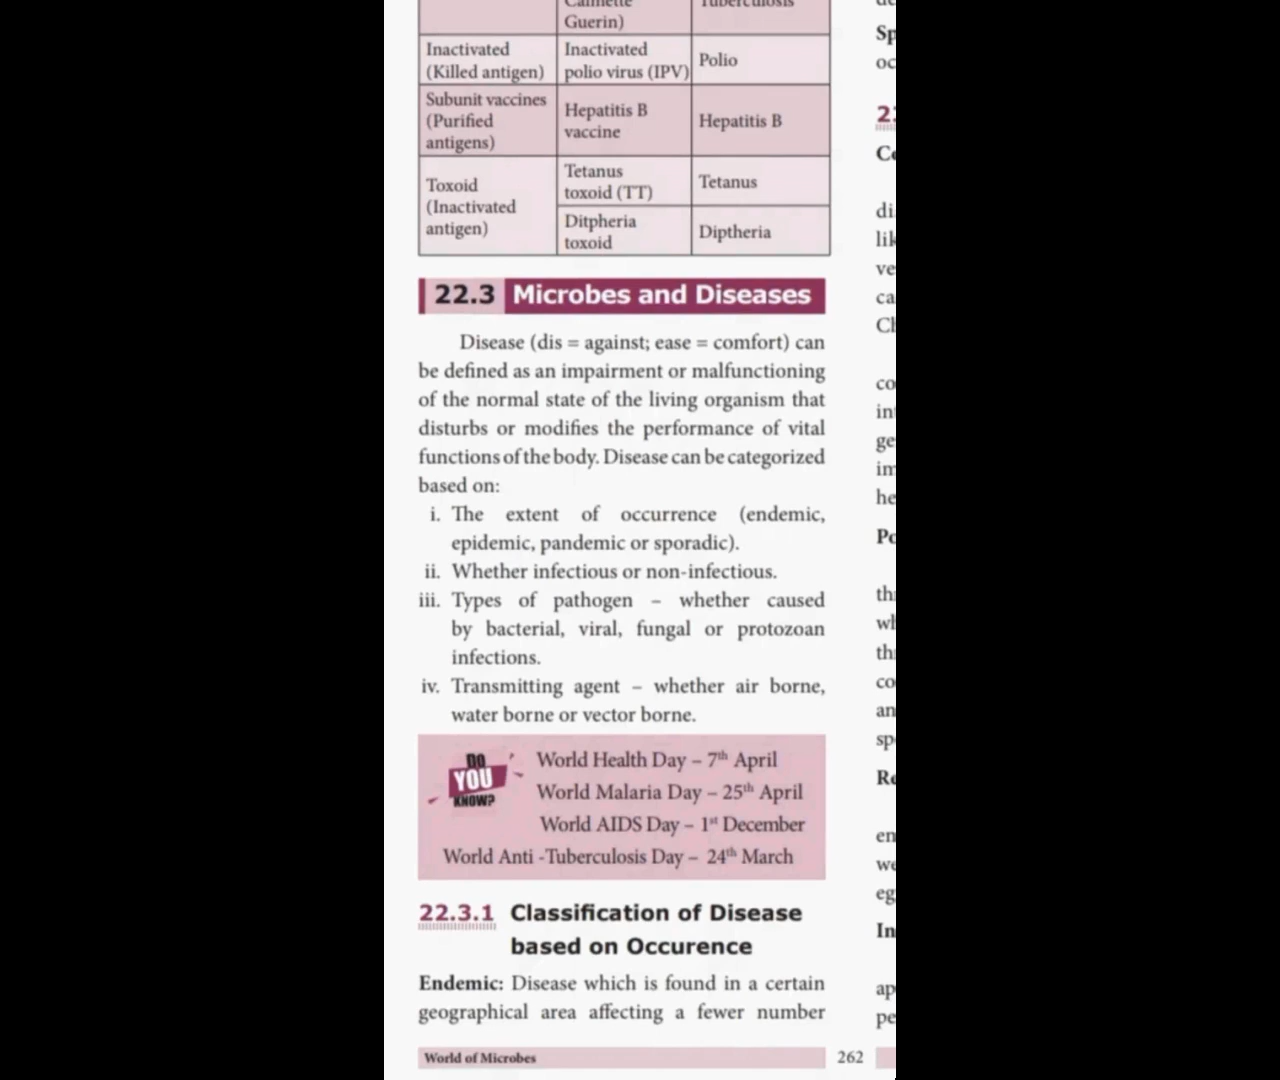 Guerin)
Inactivated
(Killed antigen)
Inactivated
polio virus (IPV)
Polio
Subunit vaccines
(Purified
antigens)
Hepatitis B
vaccine
Hepatitis B
Toxoid
(Inactivated
antigen)
Tetanus
toxoid (TT)
Tetanus
Ditpheria
toxoid
Diptheria
22.3 Microbes and Diseases
Disease (dis = against; ease = comfort) can
be defined as an impairment or malfunctioning
of the normal state of the living organism that
disturbs or modifies the performance of vital
functions of the body. Disease can be categorized
based on:
i. The extent of occurrence (endemic,
epidemic, pandemic or sporadic).
ii. Whether infectious or non-infectious.
iii. Types of pathogen – whether caused
by bacterial, viral, fungal or protozoan
infections.
iv. Transmitting agent – whether air borne,
water borne or vector borne.
DO
YOU
KNOW?
World Health Day – 7th April
World Malaria Day – 25th April
World AIDS Day – 1st December
World Anti -Tuberculosis Day – 24th March
22.3.1 Classification of Disease
based on Occurence
Endemic: Disease which is found in a certain
geographical area affecting a fewer number
World of Microbes
262